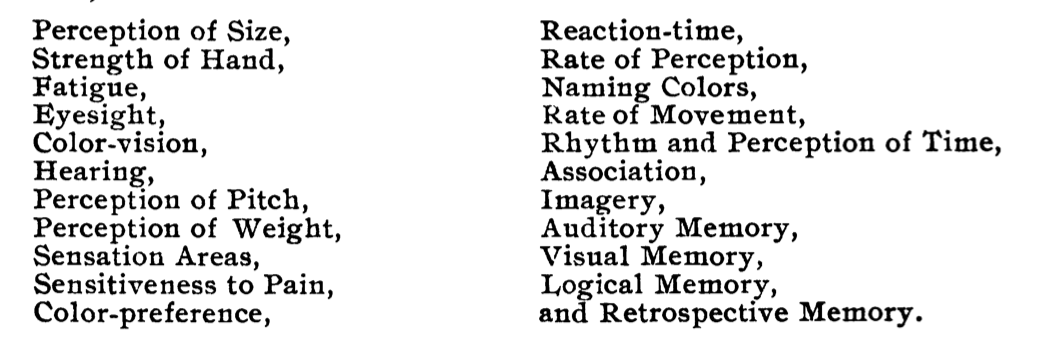 Perception of Size,
Strength of Hand,
Fatigue,
Eyesight,
Color-vision,
Hearing,
Perception of Pitch,
Perception of Weight,
Sensation Areas,
Sensitiveness to Pain,
Color-preference,
Reaction-time,
Rate of Perception,
Naming Colors,
Rate of Movement,
Rhythm and Perception of Time,
Association,
Imagery,
Auditory Memory,
Visual Memory,
Logical Memory,
and Retrospective Memory.